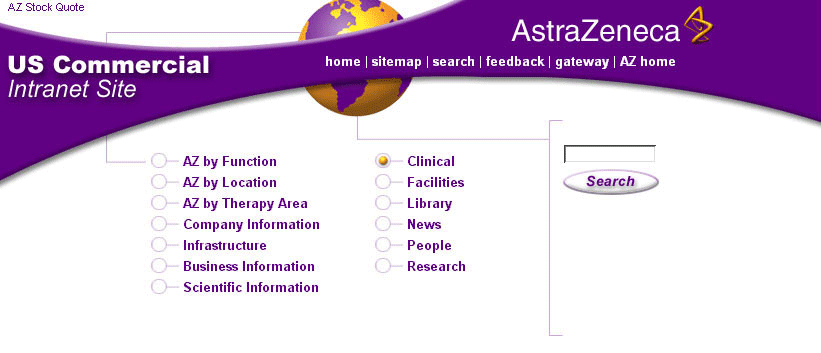 AZ Stock Quote
AstraZeneca
US Commercial
Intranet Site
home | sitemap | search | feedback | gateway | AZ home
AZ by Function
AZ by Location
AZ by Therapy Area
Company Information
Infrastructure
Business Information
Scientific Information
Clinical
Facilities
Library
News
People
Research
Search